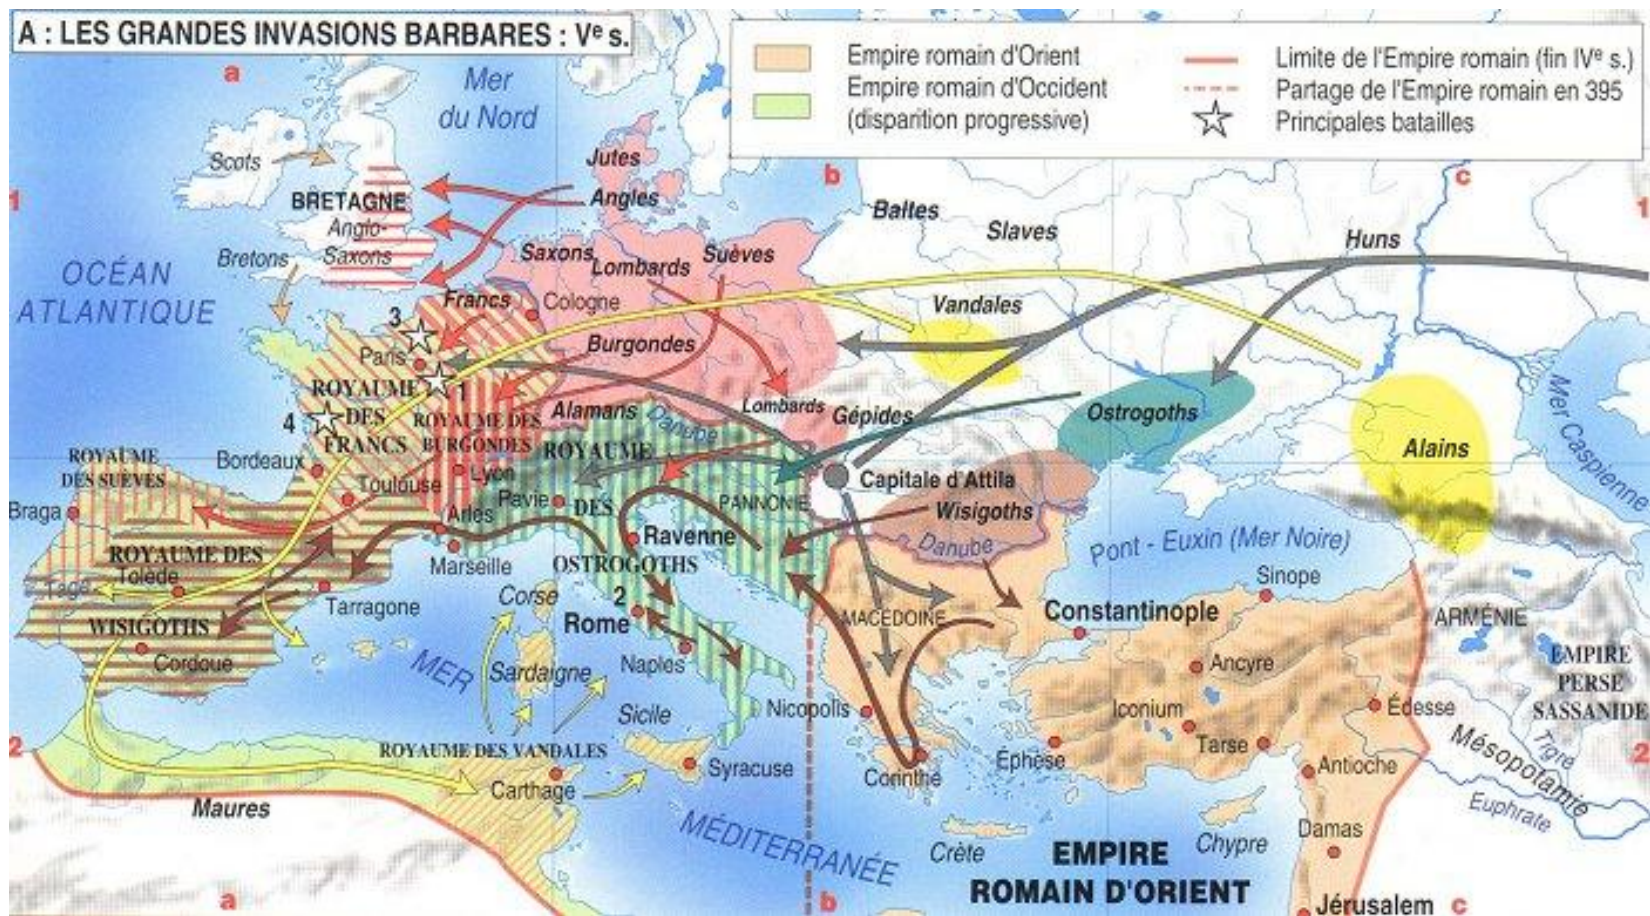 A : LES GRANDES INVASIONS BARBARES : Vᵉ s.
Empire romain d'Orient
Empire romain d'Occident
(disparition progressive)
Limite de l'Empire romain (fin IVᵉ s.)
Partage de l'Empire romain en 395
Principales batailles
a
b
c
1
1
Mer
du Nord
Scots
Jutes
BRETAGNE
Angles
Anglo-
Saxons
Bretons
Saxons
Lombards
Suèves
Baltes
Slaves
Huns
OCÉAN
ATLANTIQUE
Francs
Cologne
Vandales
3
Paris
Burgondes
ROYAUME
DES
FRANCS
1
4
ROYAUME DES
BURGONDES
Alamans
Danube
Lombards
Gépides
Ostrogoths
Alains
Mer Caspienne
ROYAUME
DES SUÈVES
Bordeaux
Lyon
ROYAUME
DES
OSTROGOTHS
Capitale d'Attila
Toulouse
Pavie
PANNONIE
Braga
Arles
Wisigoths
Ravenne
Danube
Pont - Euxin (Mer Noire)
ROYAUME DES
WISIGOTHS
Marseille
Tolède
Tage
Tarragone
Corse
2
Rome
MACÉDOINE
Constantinople
Sinope
ARMÉNIE
Cordoue
MER
Sardaigne
Naples
Ancyre
EMPIRE
PERSE
SASSANIDE
Sicile
Nicopolis
Iconium
Édesse
Tigre
Mésopotamie
2
2
ROYAUME DES VANDALES
Syracuse
Corinthe
Éphèse
Tarse
Antioche
Carthage
Maures
Euphrate
MÉDITERRANÉE
Crète
Chypre
Damas
EMPIRE
ROMAIN D'ORIENT
a
b
Jérusalem
c